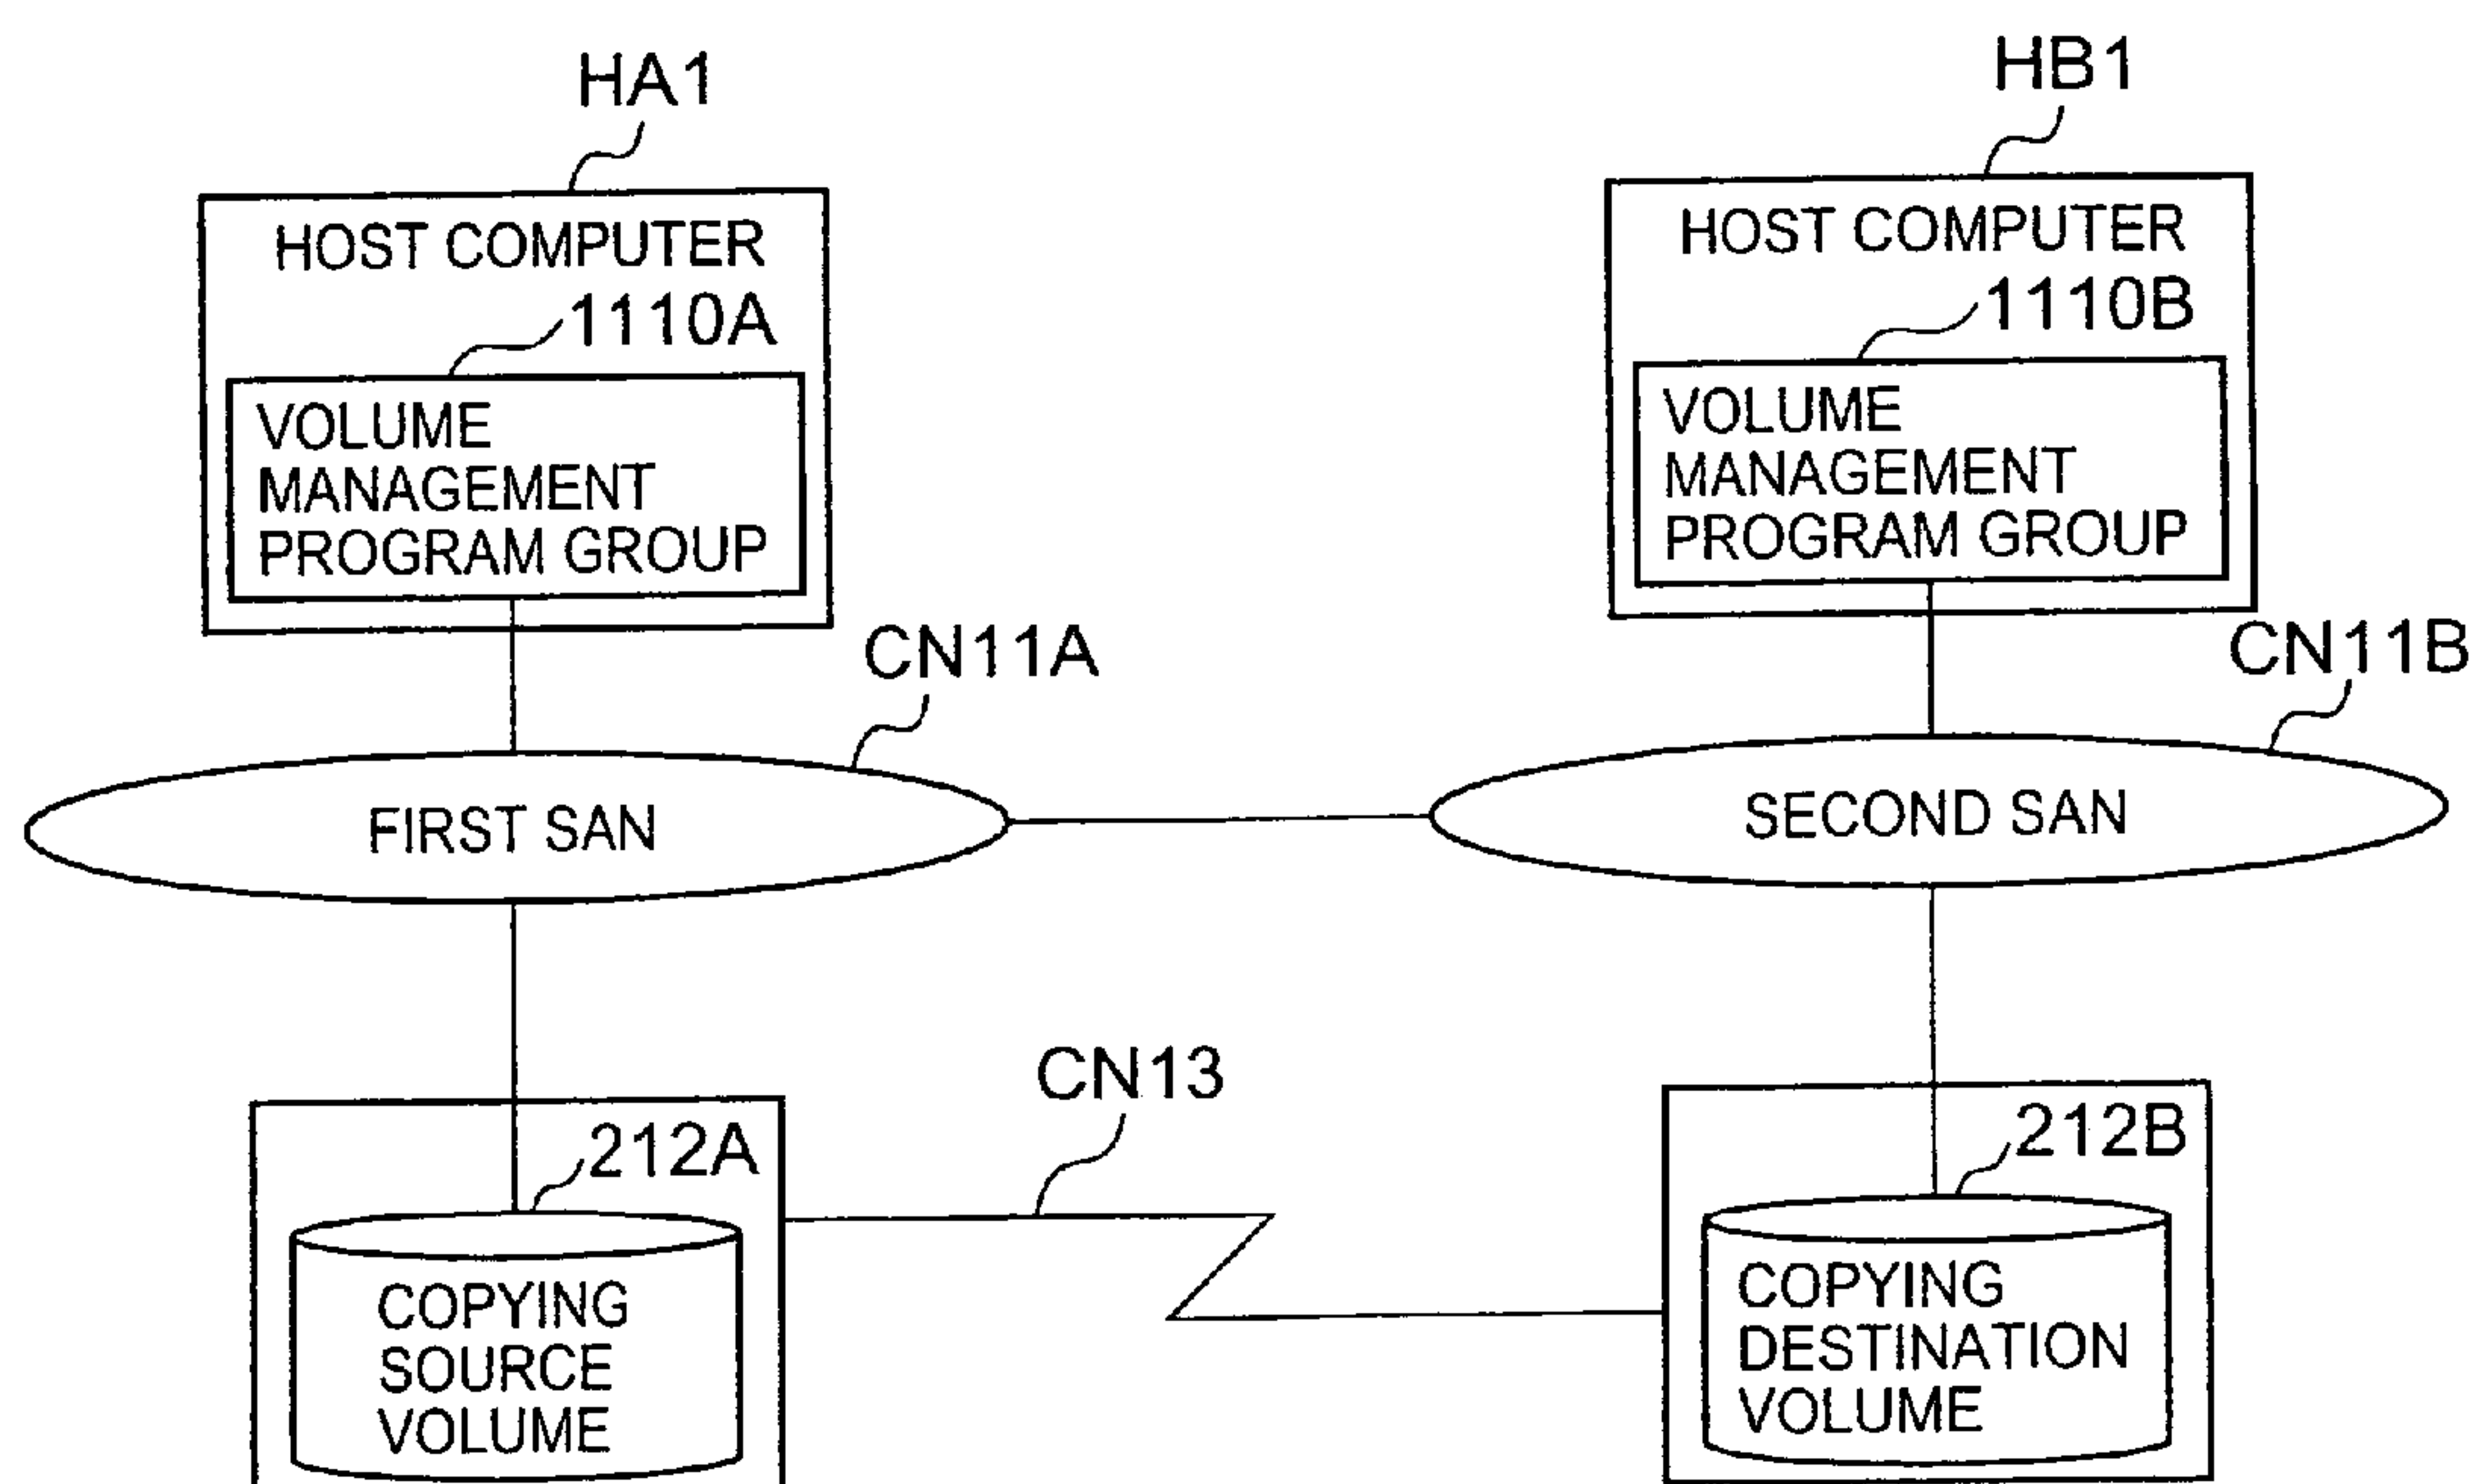 HA1
HB1
HOST COMPUTER
HOST COMPUTER
1110A
1110B
VOLUME
MANAGEMENT
PROGRAM GROUP
VOLUME
MANAGEMENT
PROGRAM GROUP
CN11A
CN11B
FIRST SAN
SECOND SAN
CN13
212A
212B
COPYING
SOURCE
VOLUME
COPYING
DESTINATION
VOLUME